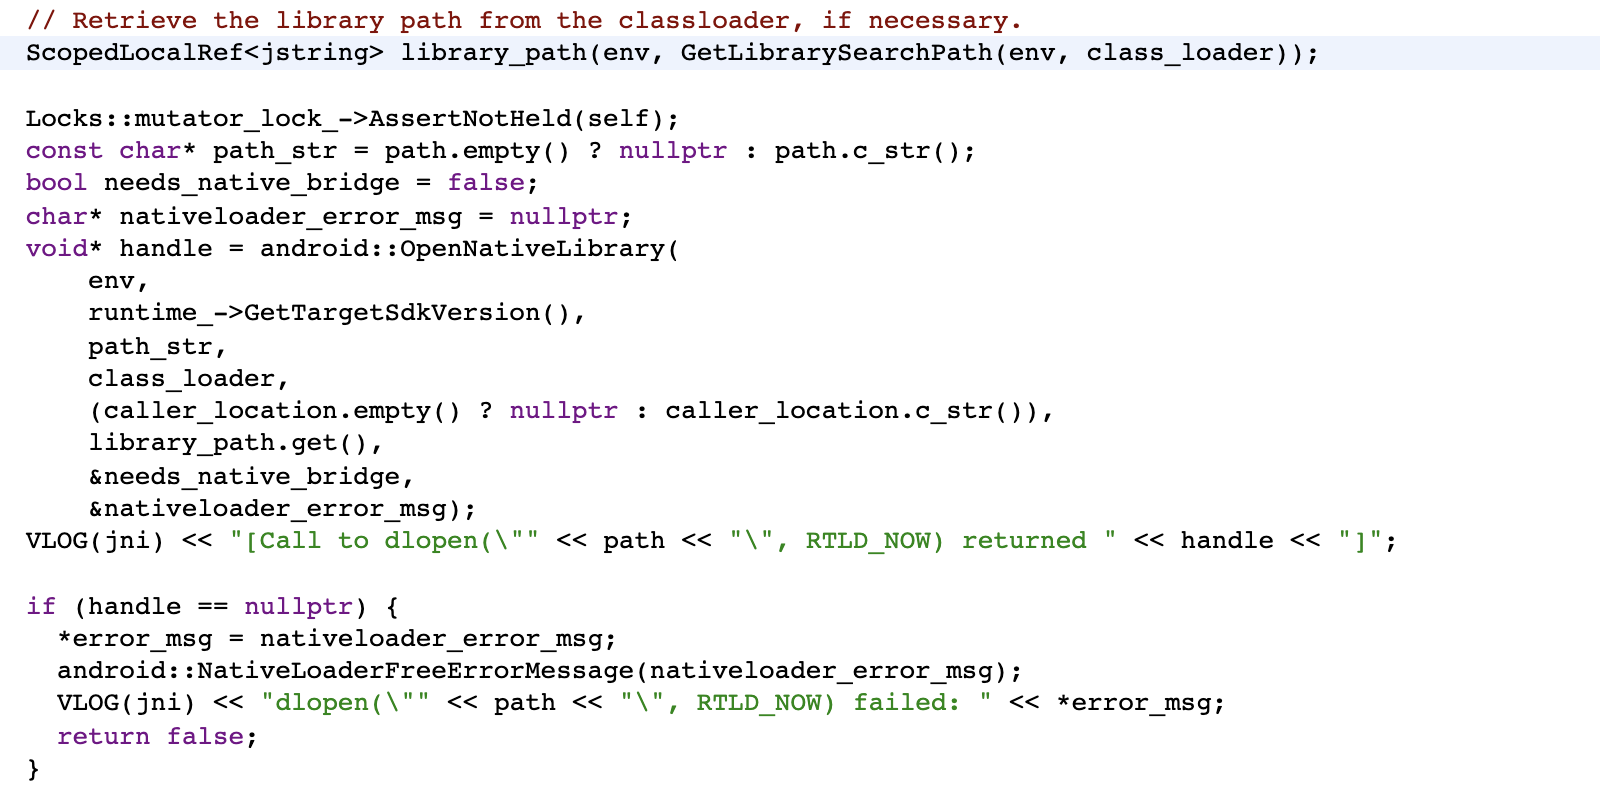 // Retrieve the library path from the classloader, if necessary.
ScopedLocalRef<jstring> library_path(env, GetLibrarySearchPath(env, class_loader));

Locks::mutator_lock_->AssertNotHeld(self);
const char* path_str = path.empty() ? nullptr : path.c_str();
bool needs_native_bridge = false;
char* nativeloader_error_msg = nullptr;
void* handle = android::OpenNativeLibrary(
    env,
    runtime_->GetTargetSdkVersion(),
    path_str,
    class_loader,
    (caller_location.empty() ? nullptr : caller_location.c_str()),
    library_path.get(),
    &needs_native_bridge,
    &nativeloader_error_msg);
VLOG(jni) << "[Call to dlopen(\"" << path << "\", RTLD_NOW) returned " << handle << "]";

if (handle == nullptr) {
  *error_msg = nativeloader_error_msg;
  android::NativeLoaderFreeErrorMessage(nativeloader_error_msg);
  VLOG(jni) << "dlopen(\"" << path << "\", RTLD_NOW) failed: " << *error_msg;
  return false;
}